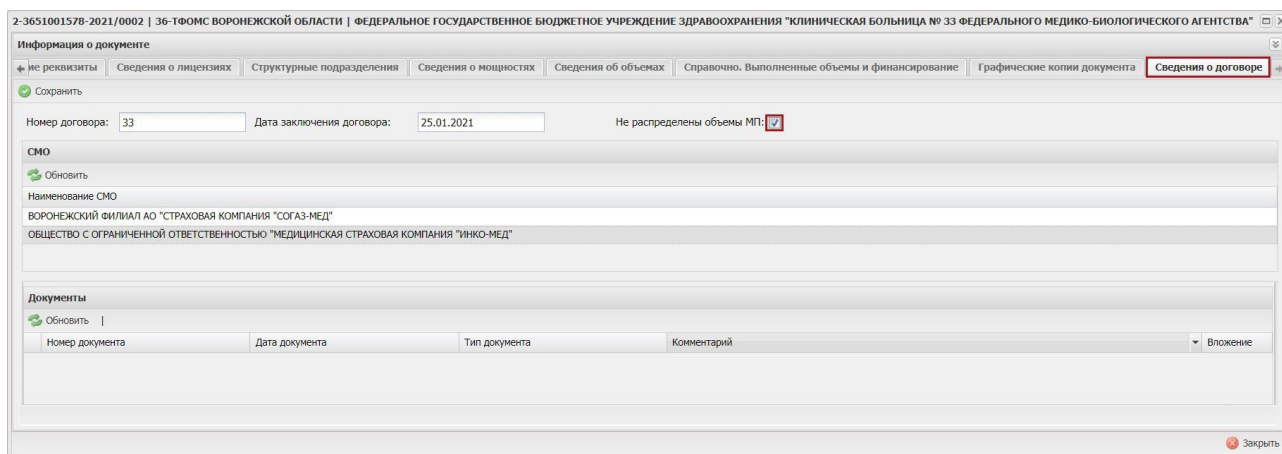 2-3651001578-2021/0002 | 36-ТФОМС ВОРОНЕЖСКОЙ ОБЛАСТИ | ФЕДЕРАЛЬНОЕ ГОСУДАРСТВЕННОЕ БЮДЖЕТНОЕ УЧРЕЖДЕНИЕ ЗДРАВООХРАНЕНИЯ "КЛИНИЧЕСКАЯ БОЛЬНИЦА № 33 ФЕДЕРАЛЬНОГО МЕДИКО-БИОЛОГИЧЕСКОГО АГЕНТСТВА"
Информация о документе
ие реквизиты Сведения о лицензиях Структурные подразделения Сведения о мощностях Сведения об объемах Справочно. Выполненные объемы и финансирование Графические копии документа Сведения о договоре
Сохранить
Номер договора: 33 Дата заключения договора: 25.01.2021 Не распределены объемы МП:
СМО
Обновить
Наименование СМО
ВОРОНЕЖСКИЙ ФИЛИАЛ АО "СТРАХОВАЯ КОМПАНИЯ "СОГАЗ-МЕД"
ОБЩЕСТВО С ОГРАНИЧЕННОЙ ОТВЕТСТВЕННОСТЬЮ "МЕДИЦИНСКАЯ СТРАХОВАЯ КОМПАНИЯ "ИНКО-МЕД"
Документы
Обновить |
Номер документа Дата документа Тип документа Комментарий Вложение
Закрыть